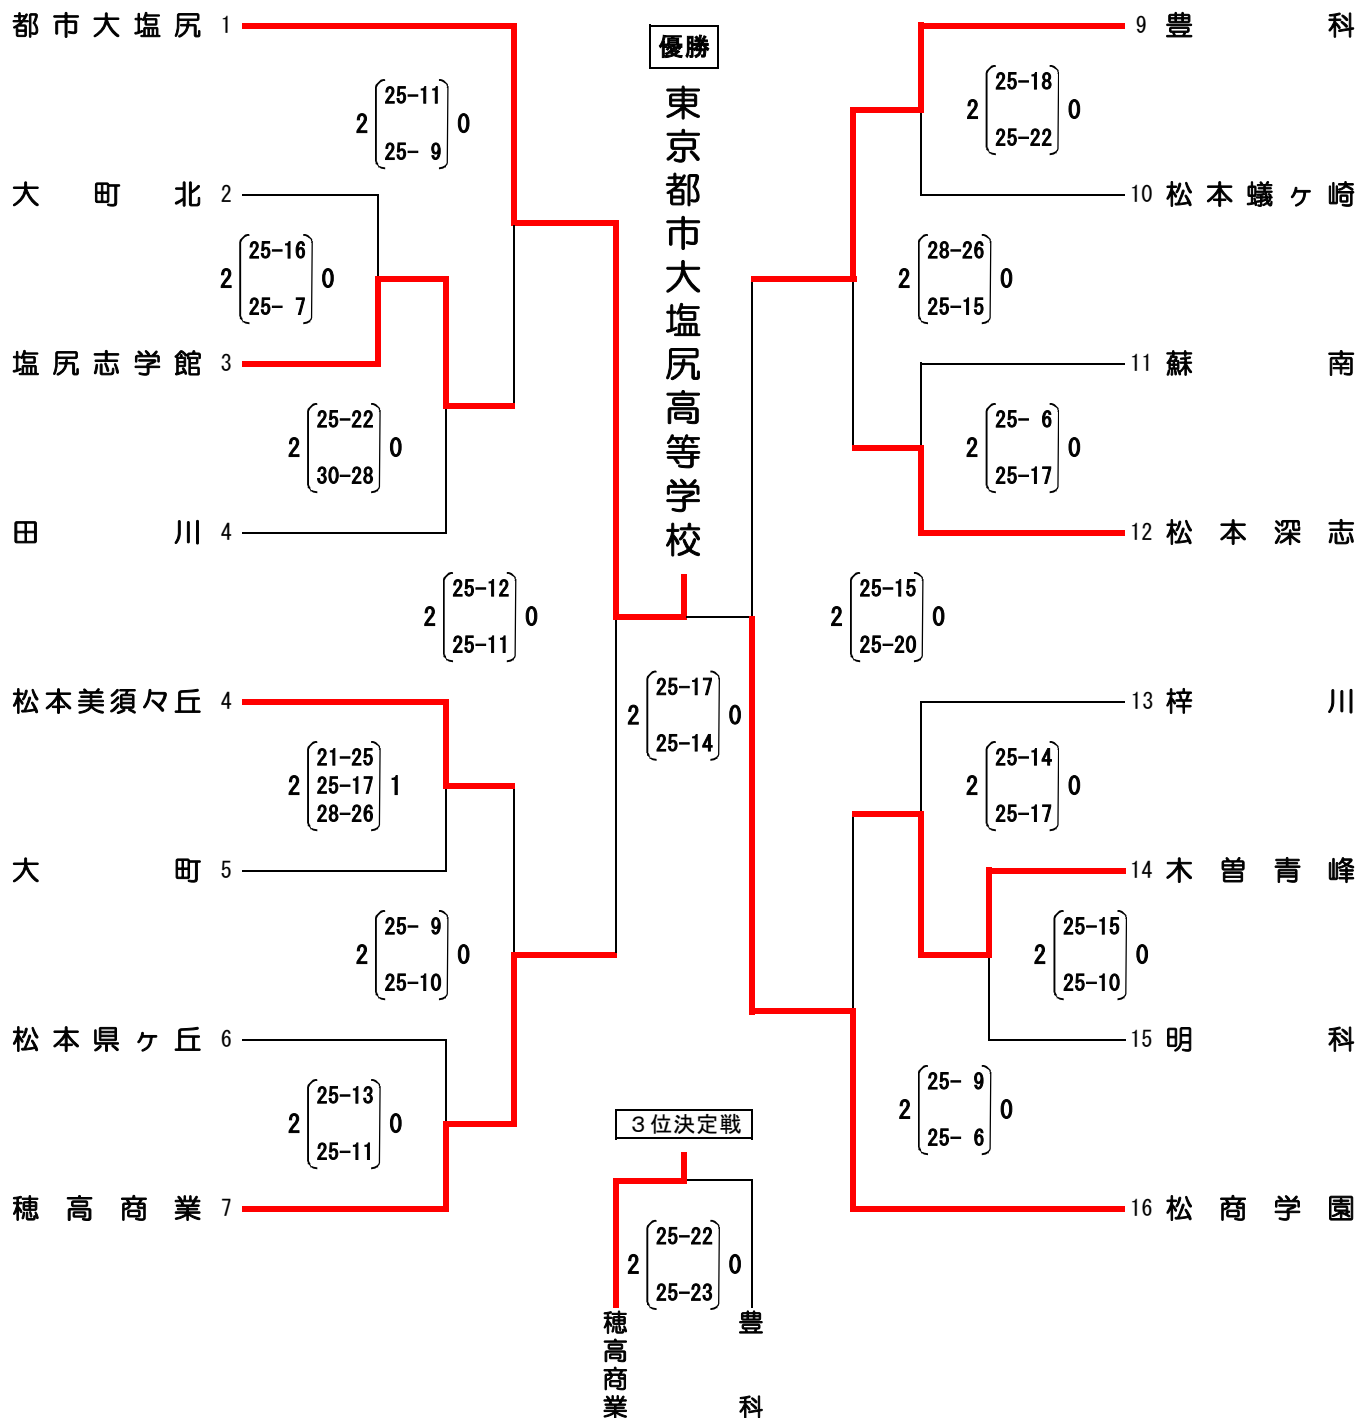 都市大塩尻 1
2 25-11 0
25- 9
大町北 2
2 25-16 0
25- 7
塩尻志学館 3
2 25-22 0
30-28
田川 4
2 25-12 0
25-11
松本美須々丘 4
2 21-25 1
25-17
28-26
大町 5
2 25- 9 0
25-10
松本県ヶ丘 6
2 25-13 0
25-11
穂高商業 7
優勝
東京都市大塩尻高等学校
2 25-17 0
25-14
3位決定戦
2 25-22 0
25-23
穂高商業
豊科
9 豊科
2 25-18 0
25-22
10 松本蟻ヶ崎
2 28-26 0
25-15
11 蘇南
2 25- 6 0
25-17
12 松本深志
2 25-15 0
25-20
13 梓川
2 25-14 0
25-17
14 木曽青峰
2 25-15 0
25-10
15 明科
2 25- 9 0
25- 6
16 松商学園